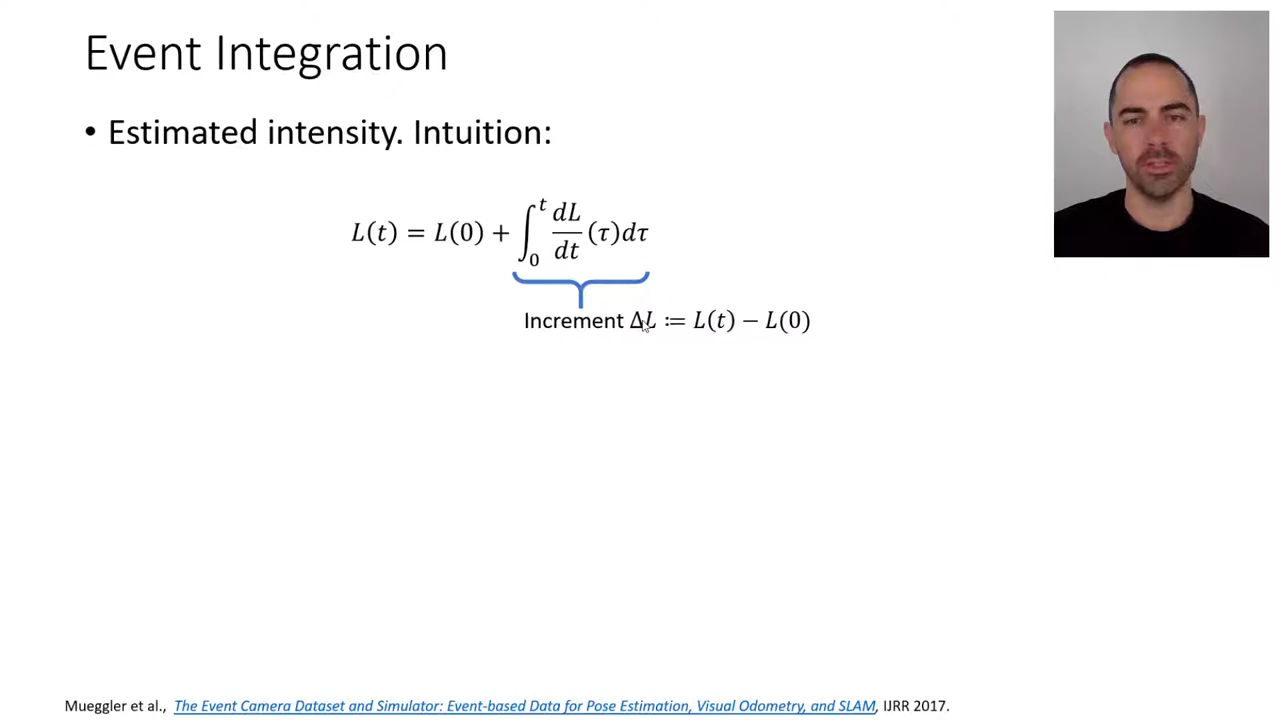 Event Integration
• Estimated intensity. Intuition:
L(t) = L(0) + ∫₀ᵗ dL/dt (τ)dτ
Increment ΔL ≔ L(t) − L(0)
Mueggler et al., The Event Camera Dataset and Simulator: Event-based Data for Pose Estimation, Visual Odometry, and SLAM, IJRR 2017.